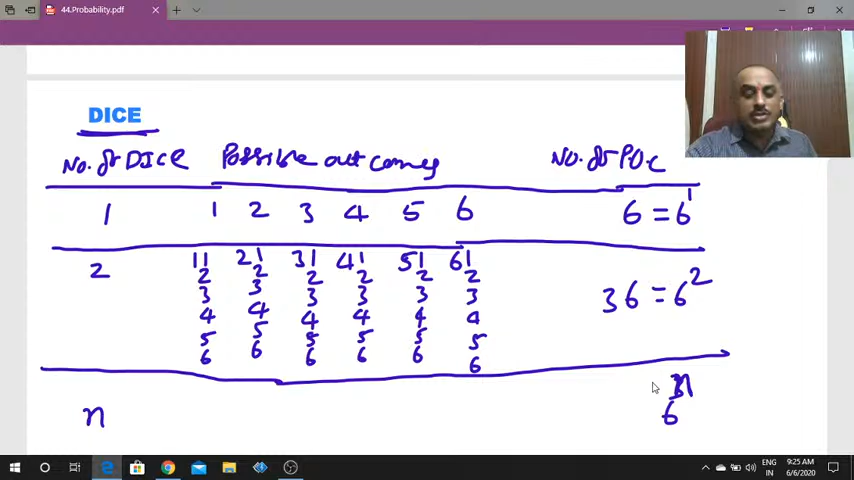 44.Probability.pdf
DICE
No. of DICE Possible out comes No. of POC
1 1 2 3 4 5 6 6 = 6¹
2 11 21 31 41 51 61
2 2 2 2 2 2
3 3 3 3 3 3 36 = 6²
4 4 4 4 4 4
5 5 5 5 5 5
6 6 6 6 6 6
n 6ⁿ
ENG 9:25 AM
IN 6/6/2020